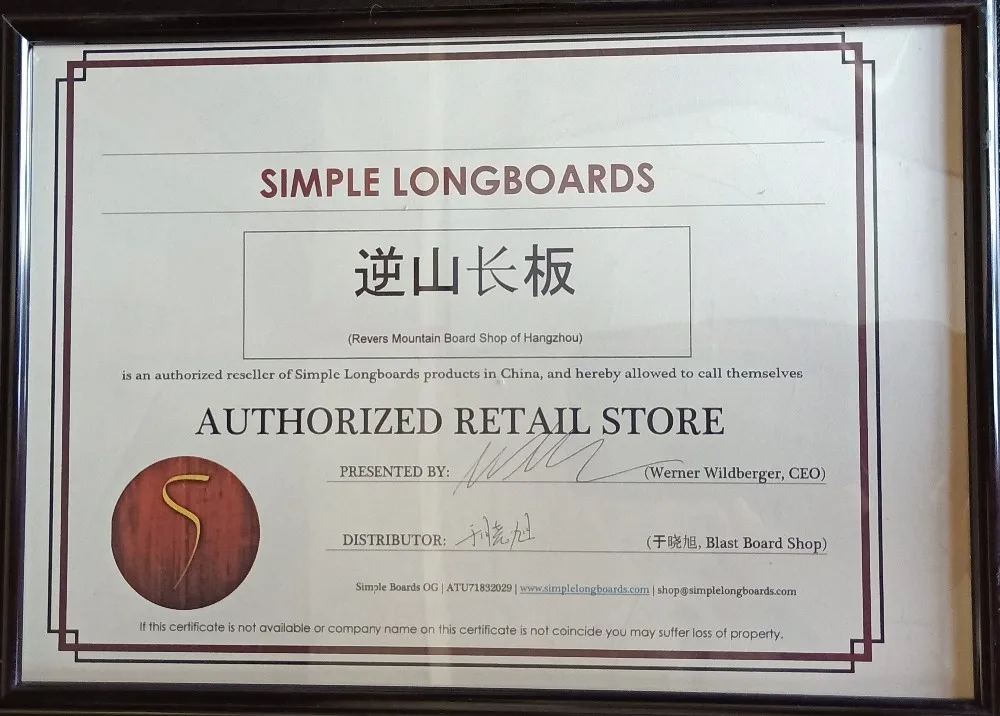 SIMPLE LONGBOARDS
逆山长板
(Revers Mountain Board Shop of Hangzhou)
is an authorized reseller of Simple Longboards products in China, and hereby allowed to call themselves
AUTHORIZED RETAIL STORE
PRESENTED BY: (Werner Wildberger, CEO)
DISTRIBUTOR: 于晓旭 (于晓旭, Blast Board Shop)
Simple Boards OG | ATU71832029 | www.simplelongboards.com | shop@simplelongboards.com
If this certificate is not available or company name on this certificate is not coincide you may suffer loss of property.